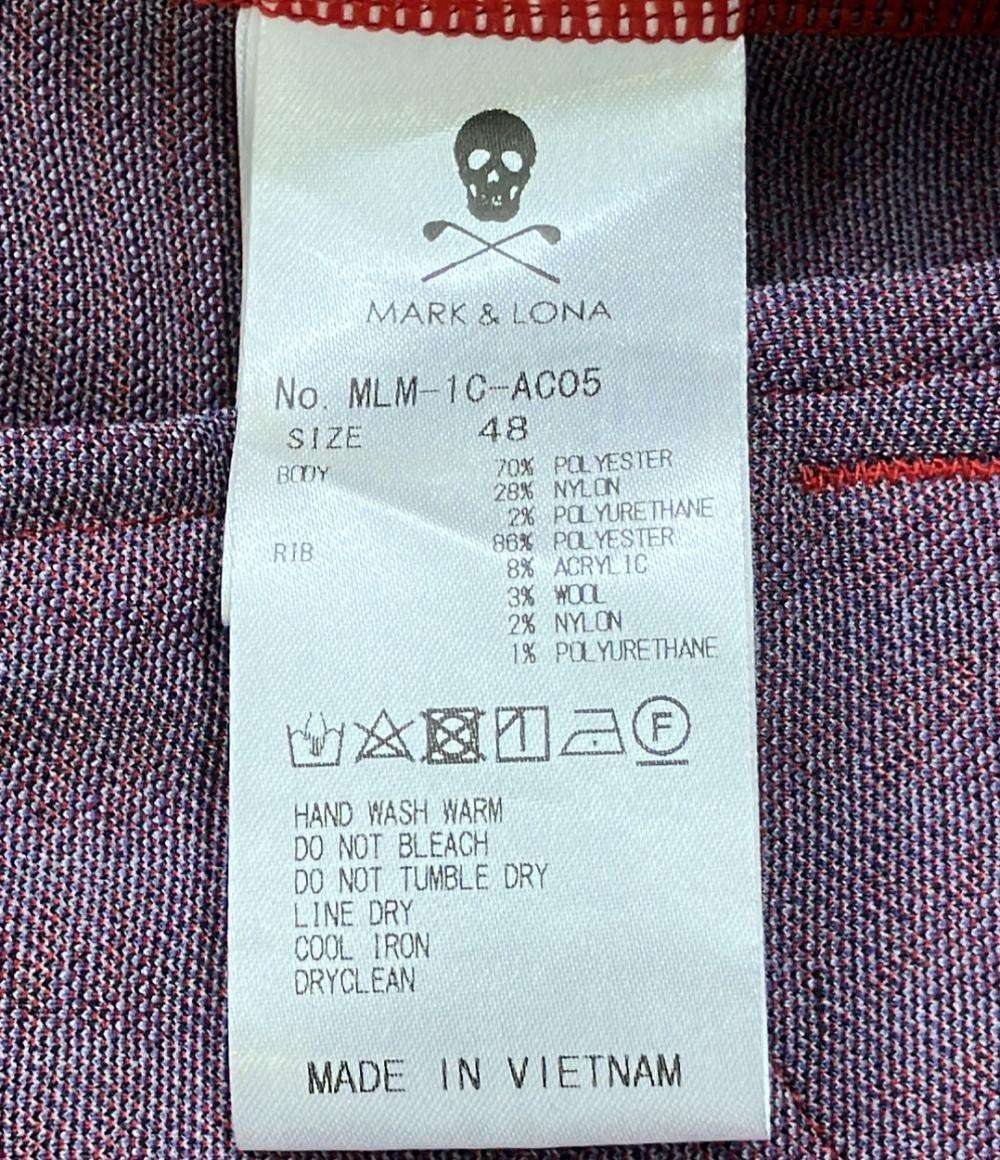 MARK & LONA
No. MLM-1C-AC05
SIZE 48
BODY 70% POLYESTER
28% NYLON
2% POLYURETHANE
RIB 86% POLYESTER
8% ACRYLIC
3% WOOL
2% NYLON
1% POLYURETHANE
F
HAND WASH WARM
DO NOT BLEACH
DO NOT TUMBLE DRY
LINE DRY
COOL IRON
DRYCLEAN
MADE IN VIETNAM